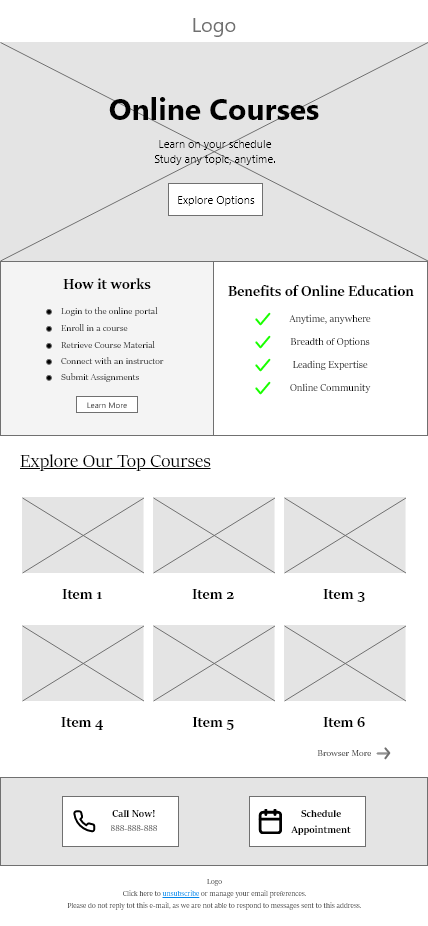 Logo
Online Courses
Learn on your schedule
Study any topic, anytime.
Explore Options
How it works
Login to the online portal
Enroll in a course
Retrieve Course Material
Connect with an instructor
Submit Assignments
Learn More
Benefits of Online Education
Anytime, anywhere
Breadth of Options
Leading Expertise
Online Community
Explore Our Top Courses
Item 1
Item 2
Item 3
Item 4
Item 5
Item 6
Browser More
Call Now!
888-888-888
Schedule
Appointment
Logo
Click here to unsubscribe or manage your email preferences.
Please do not reply tot this e-mail, as we are not able to respond to messages sent to this address.